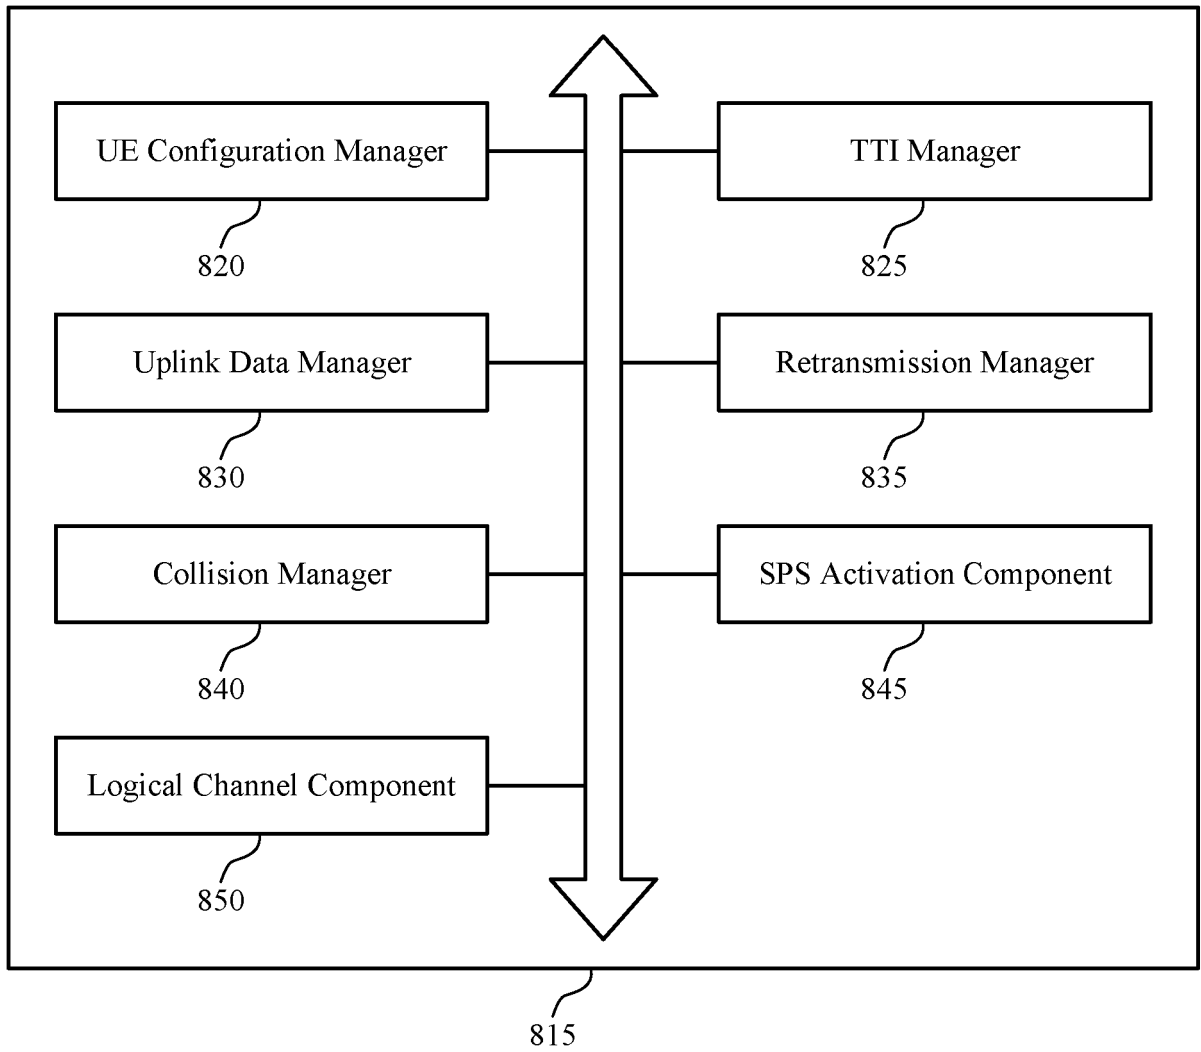 UE Configuration Manager
TTI Manager
820
825
Uplink Data Manager
Retransmission Manager
830
835
Collision Manager
SPS Activation Component
840
845
Logical Channel Component
850
815